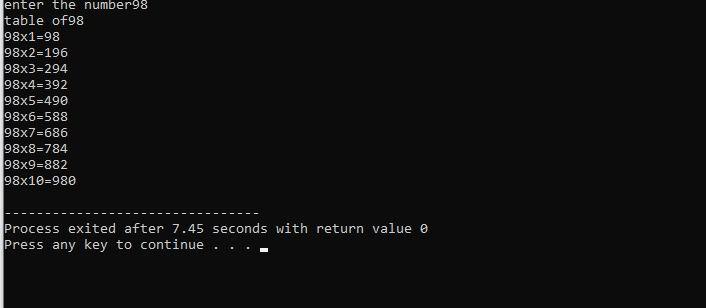 enter the number98
table of98
98x1=98
98x2=196
98x3=294
98x4=392
98x5=490
98x6=588
98x7=686
98x8=784
98x9=882
98x10=980
--------------------------------
Process exited after 7.45 seconds with return value 0
Press any key to continue . . .